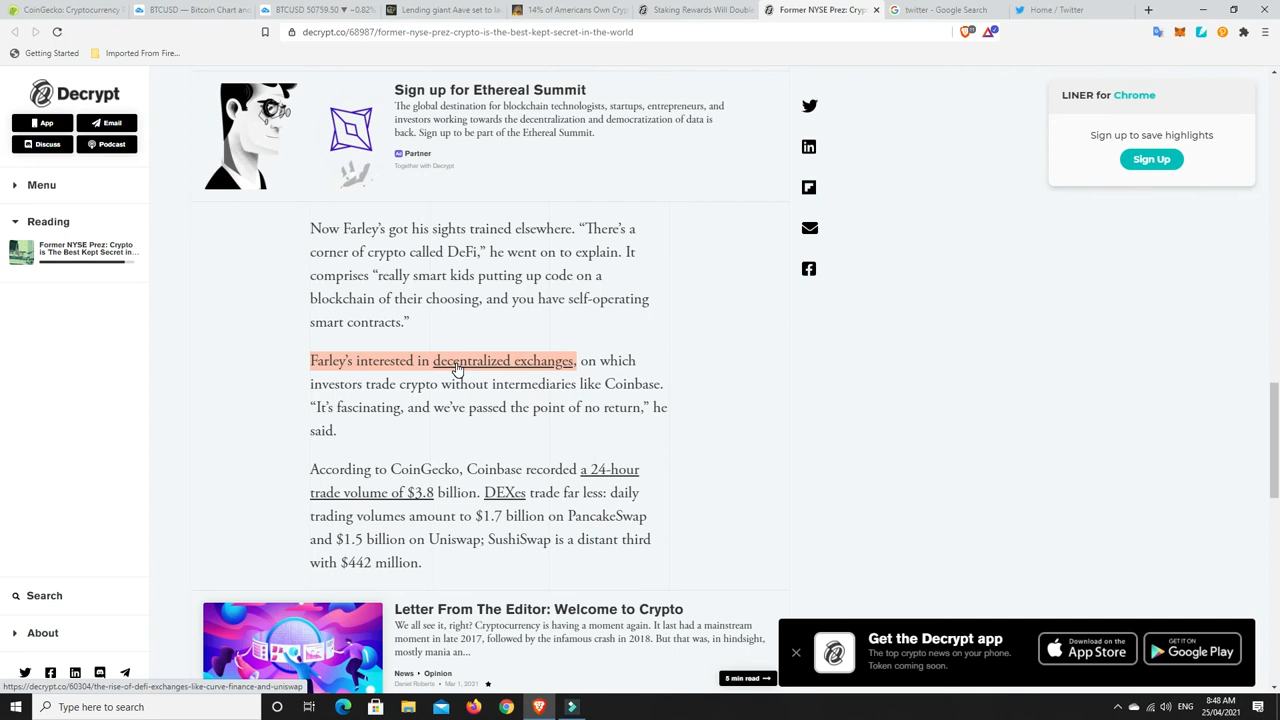 CoinGecko: Cryptocurrency P
BTCUSD — Bitcoin Chart and
BTCUSD 50759.50 ▼ −0.82%
Lending giant Aave set to la
14% of Americans Own Cryp
Staking Rewards Will Double
Former NYSE Prez: Cryp
twitter - Google Search
Home / Twitter
decrypt.co/68987/former-nyse-prez-crypto-is-the-best-kept-secret-in-the-world
Getting Started
Imported From Fire...
Decrypt
App
Email
Discuss
Podcast
Menu
Reading
Former NYSE Prez: Crypto
is 'The Best Kept Secret in...
Search
About
Sign up for Ethereal Summit
The global destination for blockchain technologists, startups, entrepreneurs, and
investors working towards the decentralization and democratization of data is
back. Sign up to be part of the Ethereal Summit.
Ad Partner
Together with Decrypt
Now Farley's got his sights trained elsewhere. “There's a
corner of crypto called DeFi,” he went on to explain. It
comprises “really smart kids putting up code on a
blockchain of their choosing, and you have self-operating
smart contracts.”
Farley's interested in decentralized exchanges, on which
investors trade crypto without intermediaries like Coinbase.
“It's fascinating, and we've passed the point of no return,” he
said.
According to CoinGecko, Coinbase recorded a 24-hour
trade volume of $3.8 billion. DEXes trade far less: daily
trading volumes amount to $1.7 billion on PancakeSwap
and $1.5 billion on Uniswap; SushiSwap is a distant third
with $442 million.
Letter From The Editor: Welcome to Crypto
We all see it, right? Cryptocurrency is having a moment again. It last had a mainstream
moment in late 2017, followed by the infamous crash in 2018. But that was, in hindsight,
mostly mania an...
News • Opinion
Daniel Roberts • Mar 1, 2021
5 min read
LINER for Chrome
Sign up to save highlights
Sign Up
Get the Decrypt app
The top crypto news on your phone.
Token coming soon.
Download on the
App Store
GET IT ON
Google Play
https://decrypt.co/60304/the-rise-of-defi-exchanges-like-curve-finance-and-uniswap
Type here to search
ENG
8:48 AM
25/04/2021